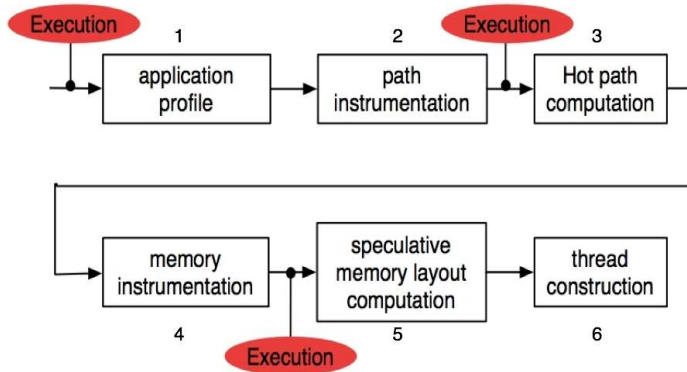 Execution
1
2
Execution
3
application
profile
path
instrumentation
Hot path
computation
memory
instrumentation
speculative
memory layout
computation
thread
construction
4
Execution
5
6